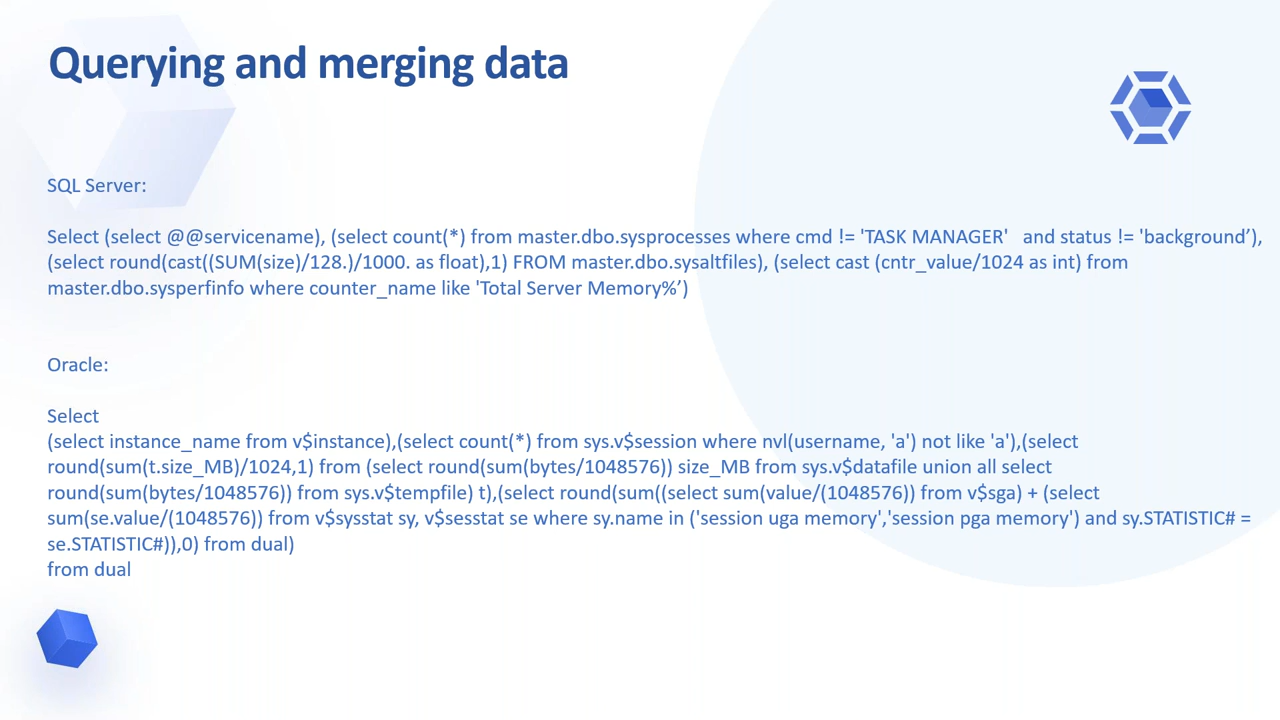 Querying and merging data
SQL Server:
Select (select @@servicename), (select count(*) from master.dbo.sysprocesses where cmd != 'TASK MANAGER'   and status != 'background’),
(select round(cast((SUM(size)/128.)/1000. as float),1) FROM master.dbo.sysaltfiles), (select cast (cntr_value/1024 as int) from
master.dbo.sysperfinfo where counter_name like 'Total Server Memory%’)
Oracle:
Select
(select instance_name from v$instance),(select count(*) from sys.v$session where nvl(username, 'a') not like 'a'),(select
round(sum(t.size_MB)/1024,1) from (select round(sum(bytes/1048576)) size_MB from sys.v$datafile union all select
round(sum(bytes/1048576)) from sys.v$tempfile) t),(select round(sum((select sum(value/(1048576)) from v$sga) + (select
sum(se.value/(1048576)) from v$sysstat sy, v$sesstat se where sy.name in ('session uga memory','session pga memory') and sy.STATISTIC# =
se.STATISTIC#)),0) from dual)
from dual